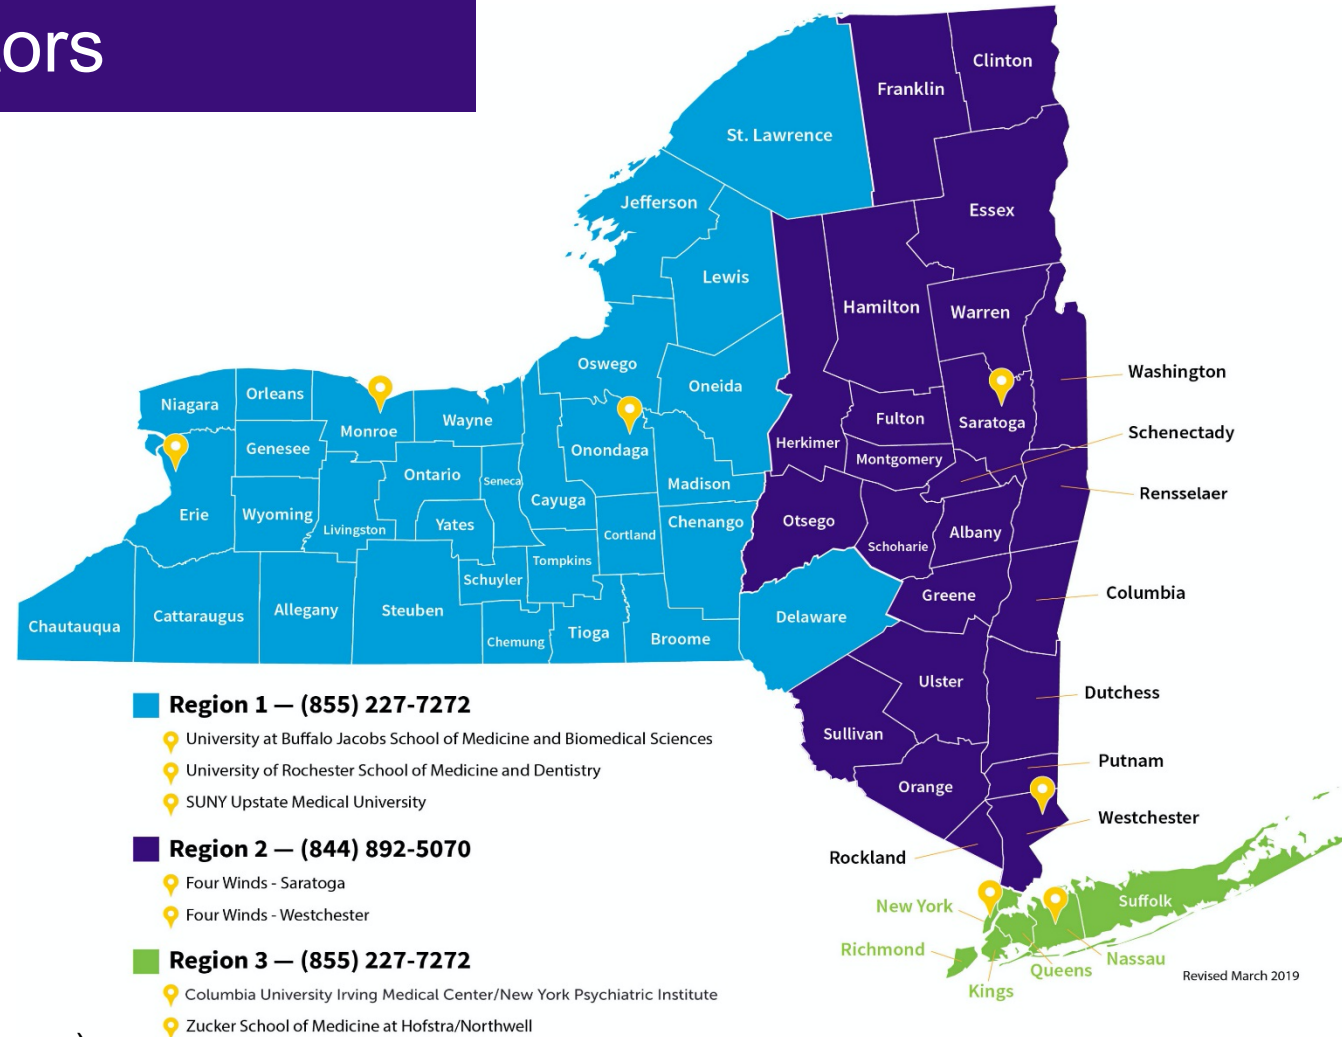 ors
Clinton
Franklin
St. Lawrence
Jefferson
Essex
Lewis
Hamilton
Warren
Oswego
Washington
Oneida
Niagara
Orleans
Monroe
Wayne
Fulton
Saratoga
Schenectady
Genesee
Onondaga
Herkimer
Montgomery
Ontario
Seneca
Madison
Rensselaer
Cayuga
Erie
Wyoming
Livingston
Yates
Cortland
Chenango
Otsego
Schoharie
Albany
Tompkins
Schuyler
Columbia
Greene
Chautauqua
Cattaraugus
Allegany
Steuben
Chemung
Tioga
Broome
Delaware
Ulster
Dutchess
Sullivan
Putnam
Orange
Westchester
Rockland
New York
Suffolk
Richmond
Nassau
Queens
Kings
Region 1 — (855) 227-7272
University at Buffalo Jacobs School of Medicine and Biomedical Sciences
University of Rochester School of Medicine and Dentistry
SUNY Upstate Medical University
Region 2 — (844) 892-5070
Four Winds - Saratoga
Four Winds - Westchester
Region 3 — (855) 227-7272
Columbia University Irving Medical Center/New York Psychiatric Institute
Zucker School of Medicine at Hofstra/Northwell
Revised March 2019